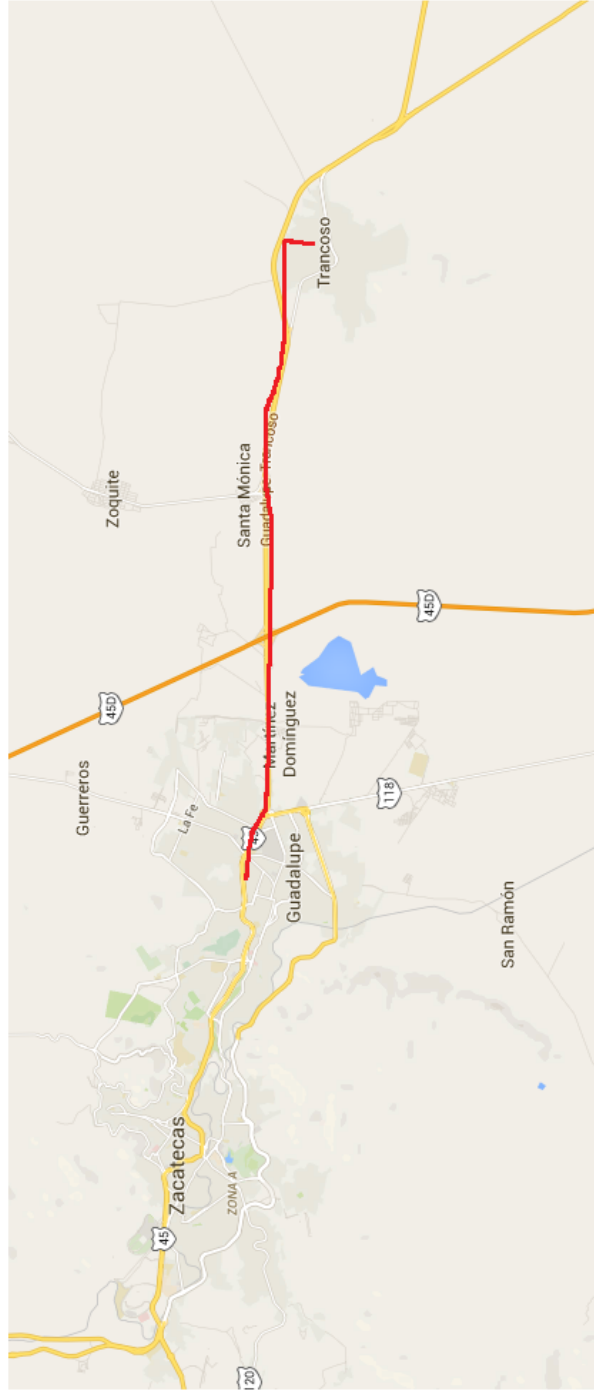 Zoquite
Santa Mónica
Guadalupe-Trancoso
Trancoso
45D
45D
Guerreros
La Fe
Martínez
Domínguez
118
Guadalupe
San Ramón
Zacatecas
ZONA A
45
120